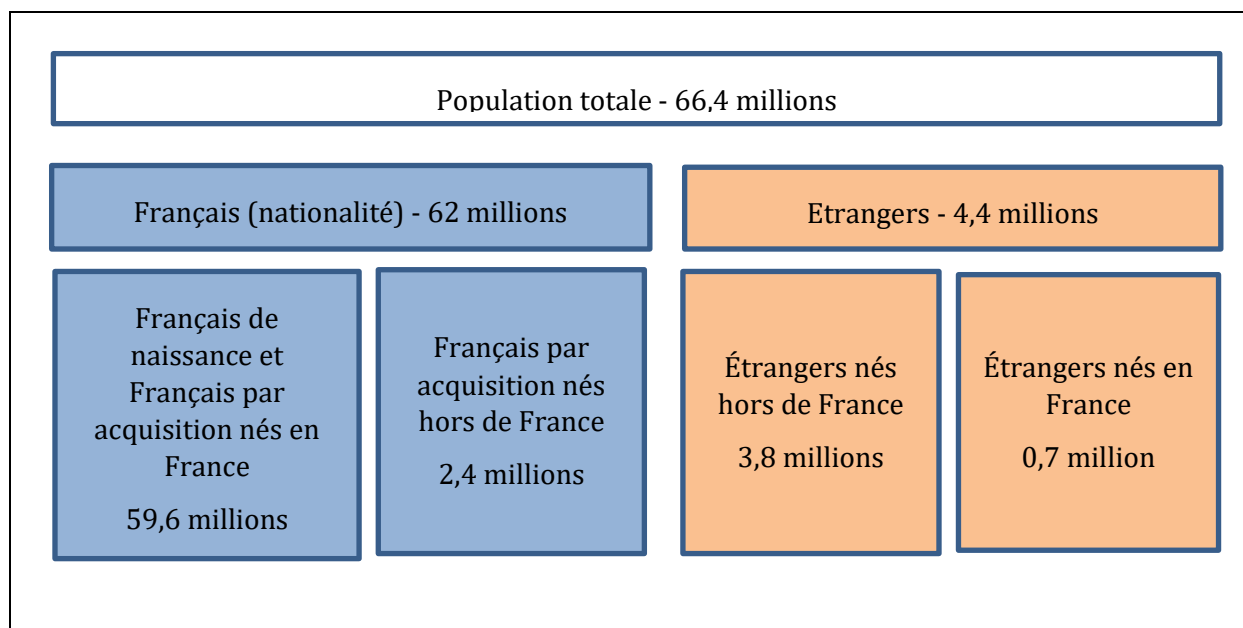 Population totale - 66,4 millions
Français (nationalité) - 62 millions
Etrangers - 4,4 millions
Français de
naissance et
Français par
acquisition nés en
France
59,6 millions
Français par
acquisition nés
hors de France
2,4 millions
Étrangers nés
hors de France
3,8 millions
Étrangers nés en
France
0,7 million